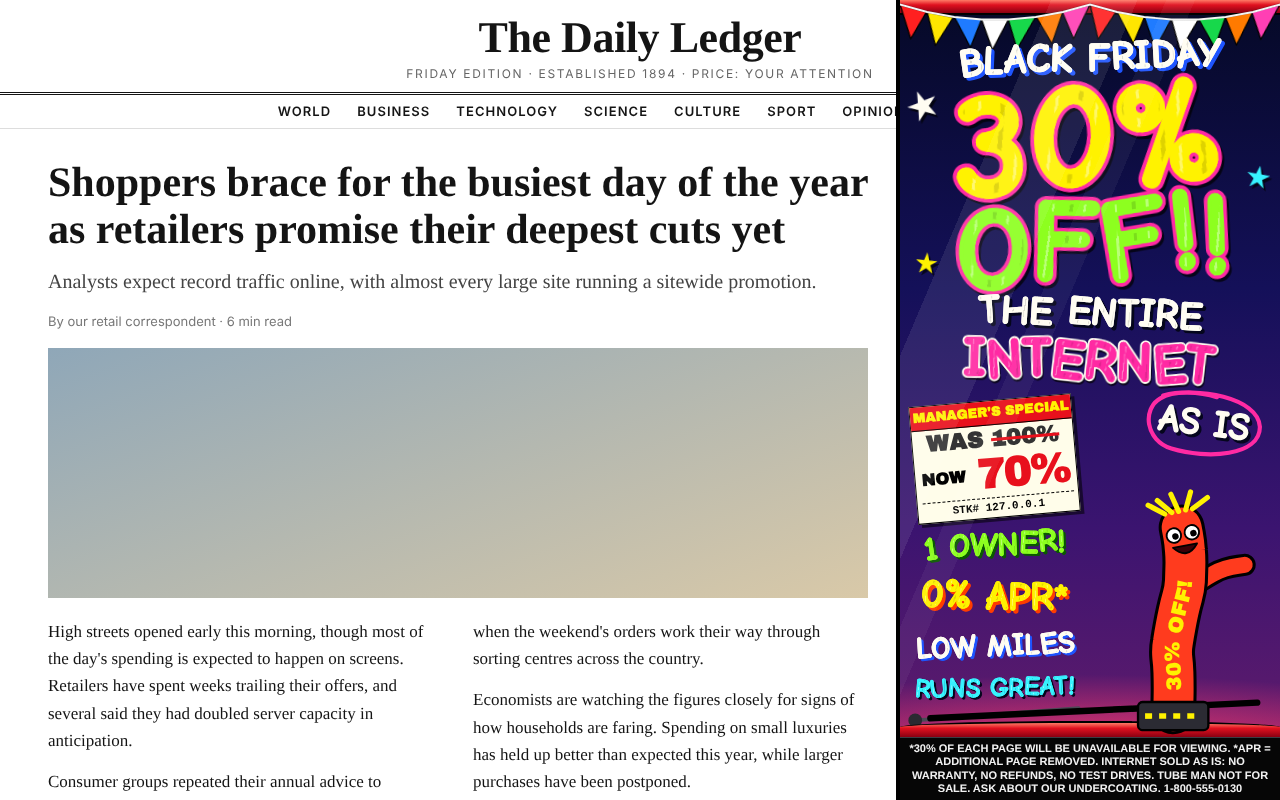 The Daily Ledger
FRIDAY EDITION · ESTABLISHED 1894 · PRICE: YOUR ATTENTION
WORLD BUSINESS TECHNOLOGY SCIENCE CULTURE SPORT
Shoppers brace for the busiest day of the year
as retailers promise their deepest cuts yet
Analysts expect record traffic online, with almost every large site running a sitewide promotion.
By our retail correspondent · 6 min read
High streets opened early this morning, though most of
the day's spending is expected to happen on screens.
Retailers have spent weeks trailing their offers, and
several said they had doubled server capacity in
anticipation.
Consumer groups repeated their annual advice to
when the weekend's orders work their way through
sorting centres across the country.
Economists are watching the figures closely for signs of
how households are faring. Spending on small luxuries
has held up better than expected this year, while larger
purchases have been postponed.
BLACK FRIDAY
30%
OFF!!
THE ENTIRE
INTERNET
AS IS
MANAGER'S SPECIAL
WAS 100%
NOW 70%
STK# 127.0.0.1
1 OWNER!
0% APR*
LOW MILES
RUNS GREAT!
30% OFF!
*30% OF EACH PAGE WILL BE UNAVAILABLE FOR VIEWING. *APR =
ADDITIONAL PAGE REMOVED. INTERNET SOLD AS IS: NO
WARRANTY, NO REFUNDS, NO TEST DRIVES. TUBE MAN NOT FOR
SALE. ASK ABOUT OUR UNDERCOATING. 1-800-555-0130